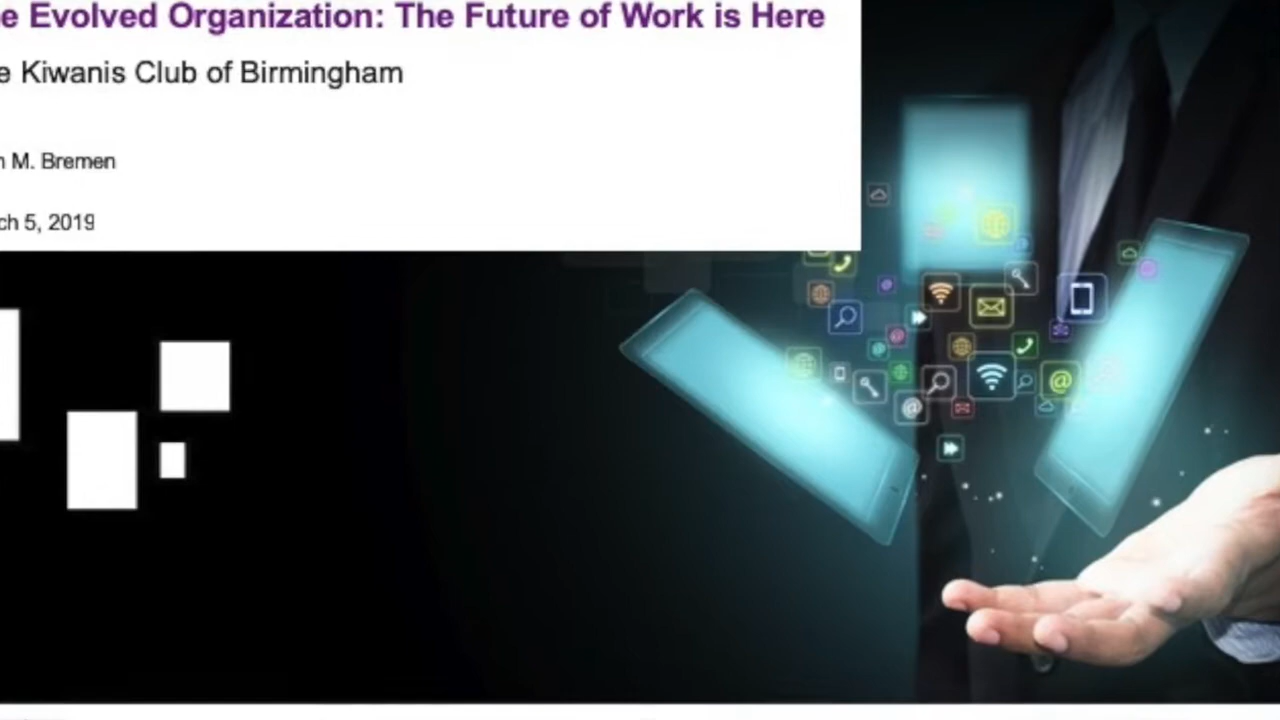 e Evolved Organization: The Future of Work is Here
e Kiwanis Club of Birmingham
n M. Bremen
ch 5, 2019